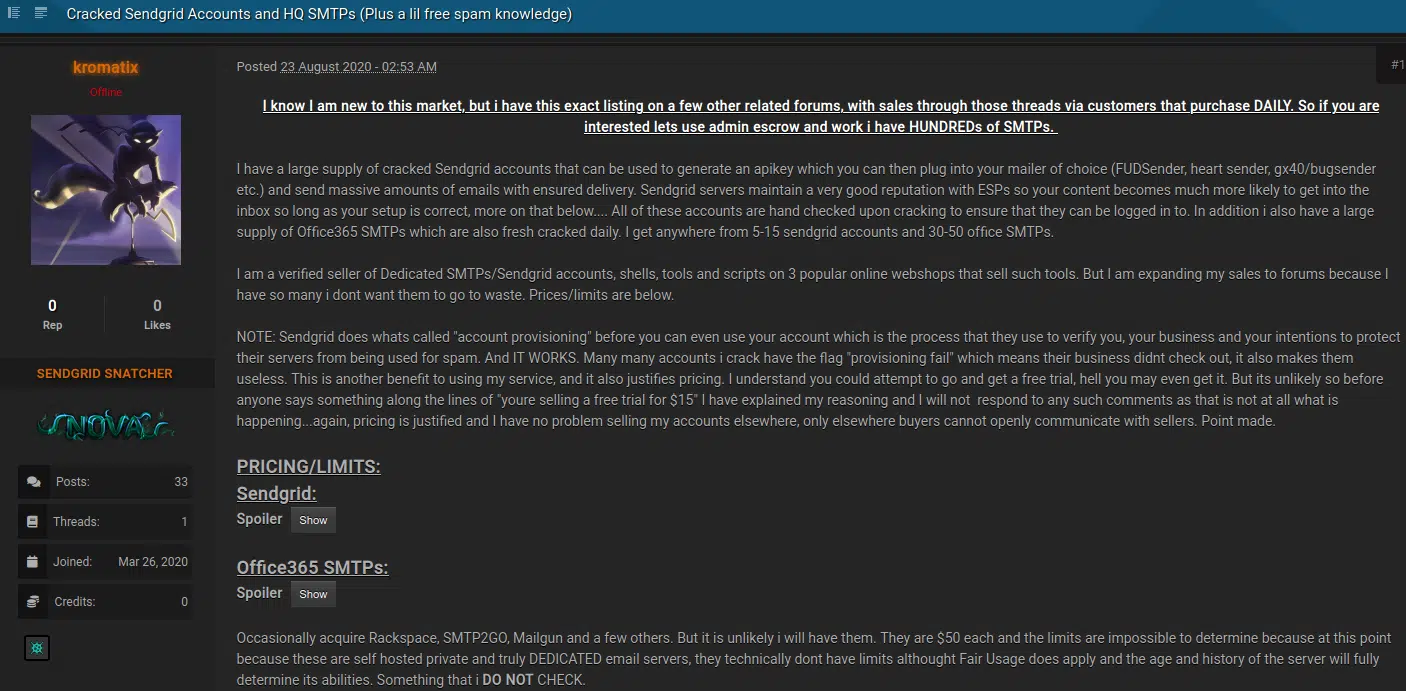 Cracked Sendgrid Accounts and HQ SMTPs (Plus a lil free spam knowledge)
kromatix
Offline
0
Rep
0
Likes
SENDGRID SNATCHER
NOVA
Posts: 33
Threads: 1
Joined: Mar 26, 2020
Credits: 0
Posted 23 August 2020 - 02:53 AM
#1
I know I am new to this market, but i have this exact listing on a few other related forums, with sales through those threads via customers that purchase DAILY. So if you are
interested lets use admin escrow and work i have HUNDREDs of SMTPs.
I have a large supply of cracked Sendgrid accounts that can be used to generate an apikey which you can then plug into your mailer of choice (FUDSender, heart sender, gx40/bugsender
etc.) and send massive amounts of emails with ensured delivery. Sendgrid servers maintain a very good reputation with ESPs so your content becomes much more likely to get into the
inbox so long as your setup is correct, more on that below.... All of these accounts are hand checked upon cracking to ensure that they can be logged in to. In addition i also have a large
supply of Office365 SMTPs which are also fresh cracked daily. I get anywhere from 5-15 sendgrid accounts and 30-50 office SMTPs.
I am a verified seller of Dedicated SMTPs/Sendgrid accounts, shells, tools and scripts on 3 popular online webshops that sell such tools. But I am expanding my sales to forums because I
have so many i dont want them to go to waste. Prices/limits are below.
NOTE: Sendgrid does whats called "account provisioning" before you can even use your account which is the process that they use to verify you, your business and your intentions to protect
their servers from being used for spam. And IT WORKS. Many many accounts i crack have the flag "provisioning fail" which means their business didnt check out, it also makes them
useless. This is another benefit to using my service, and it also justifies pricing. I understand you could attempt to go and get a free trial, hell you may even get it. But its unlikely so before
anyone says something along the lines of "youre selling a free trial for $15" I have explained my reasoning and I will not respond to any such comments as that is not at all what is
happening...again, pricing is justified and I have no problem selling my accounts elsewhere, only elsewhere buyers cannot openly communicate with sellers. Point made.
PRICING/LIMITS:
Sendgrid:
Spoiler Show
Office365 SMTPs:
Spoiler Show
Occasionally acquire Rackspace, SMTP2GO, Mailgun and a few others. But it is unlikely i will have them. They are $50 each and the limits are impossible to determine because at this point
because these are self hosted private and truly DEDICATED email servers, they technically dont have limits althought Fair Usage does apply and the age and history of the server will fully
determine its abilities. Something that i DO NOT CHECK.